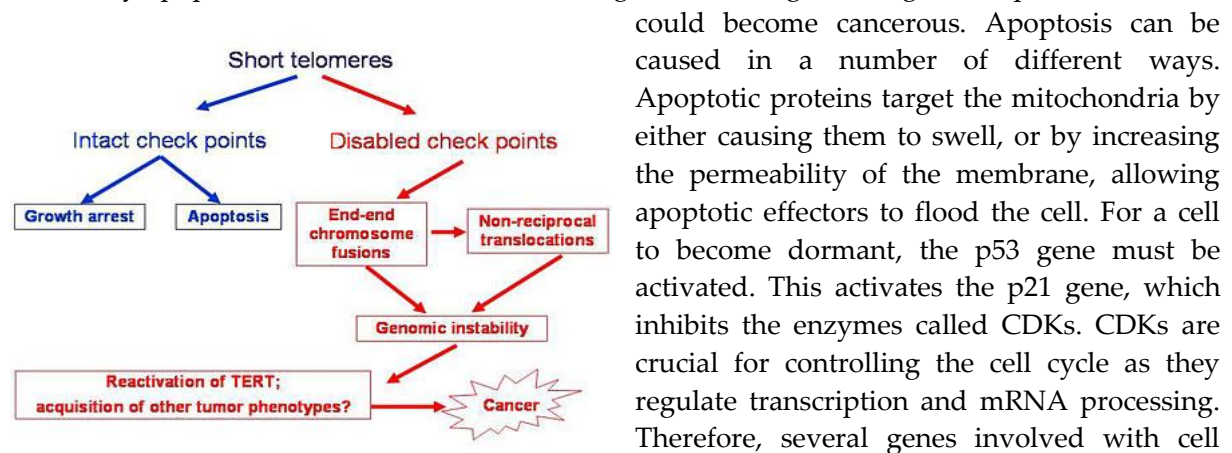 Short telomeres
Intact check points
Disabled check points
Growth arrest
Apoptosis
End-end
chromosome
fusions
Non-reciprocal
translocations
Genomic instability
Reactivation of TERT;
acquisition of other tumor phenotypes?
Cancer
could become cancerous. Apoptosis can be
caused in a number of different ways.
Apoptotic proteins target the mitochondria by
either causing them to swell, or by increasing
the permeability of the membrane, allowing
apoptotic effectors to flood the cell. For a cell
to become dormant, the p53 gene must be
activated. This activates the p21 gene, which
inhibits the enzymes called CDKs. CDKs are
crucial for controlling the cell cycle as they
regulate transcription and mRNA processing.
Therefore, several genes involved with cell